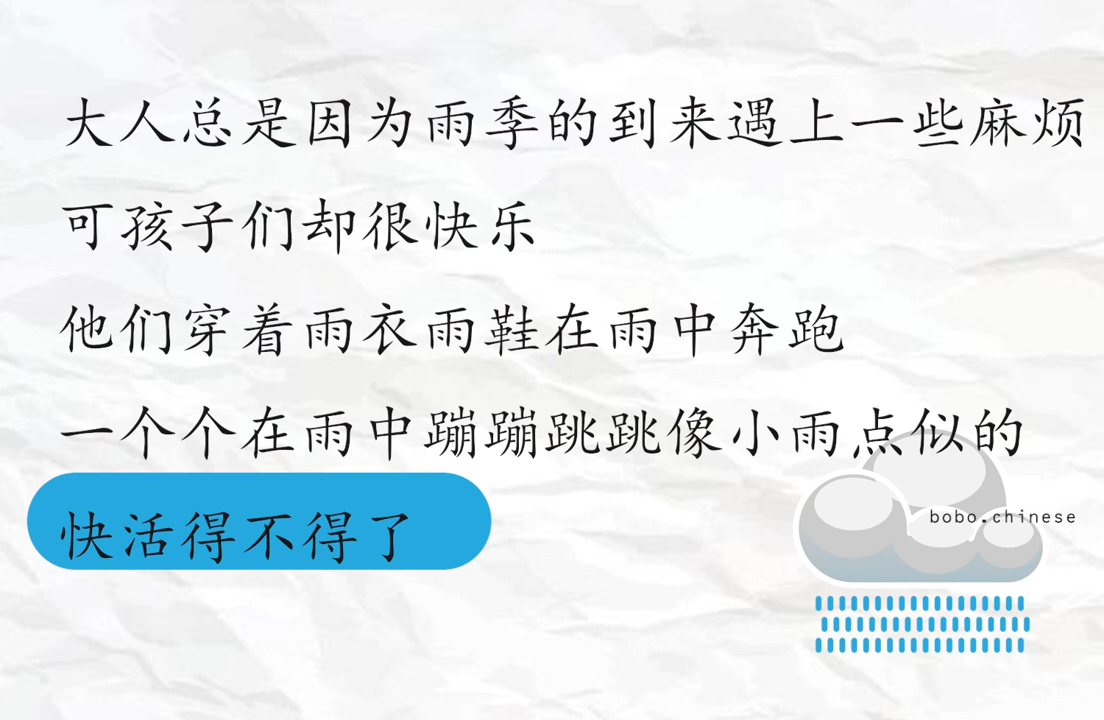 大人总是因为雨季的到来遇上一些麻烦
可孩子们却很快乐
他们穿着雨衣雨鞋在雨中奔跑
一个个在雨中蹦蹦跳跳像小雨点似的
快活得不得了
bobo.chinese